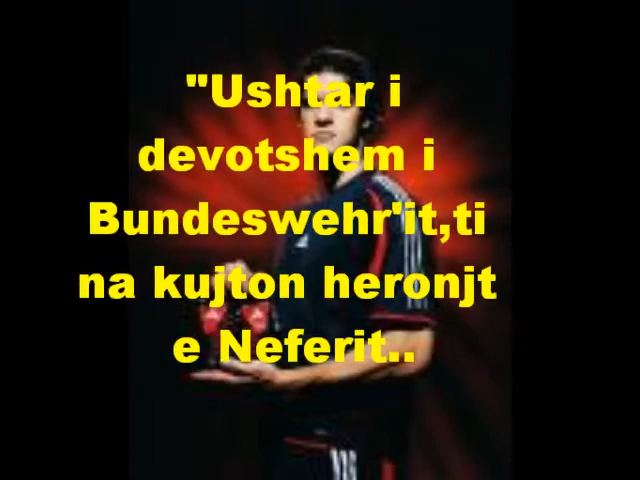 "Ushtar i
devotshem i
Bundeswehr'it,ti
na kujton heronjt
e Neferit..